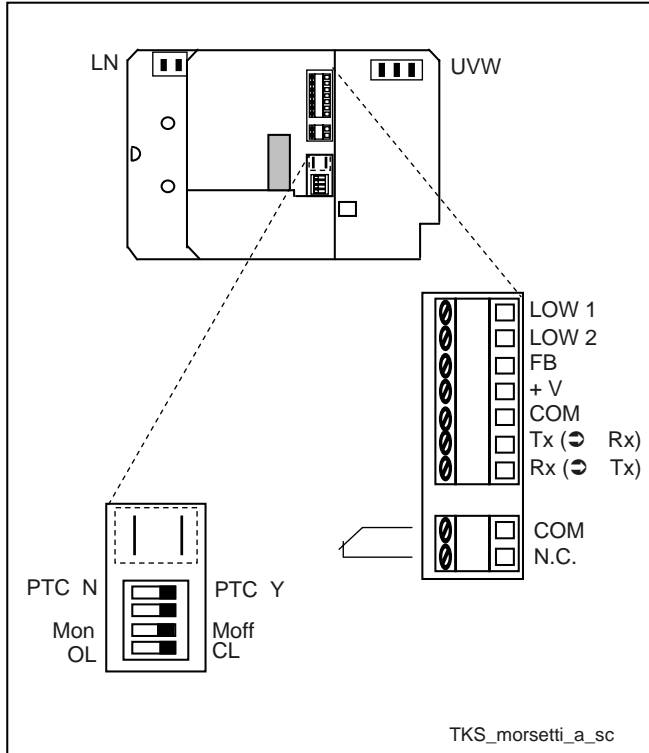 LN
UVW
LOW 1
LOW 2
FB
+ V
COM
Tx (➲ Rx)
Rx (➲ Tx)
COM
N.C.
PTC N PTC Y
Mon Moff
OL CL
TKS_morsetti_a_sc